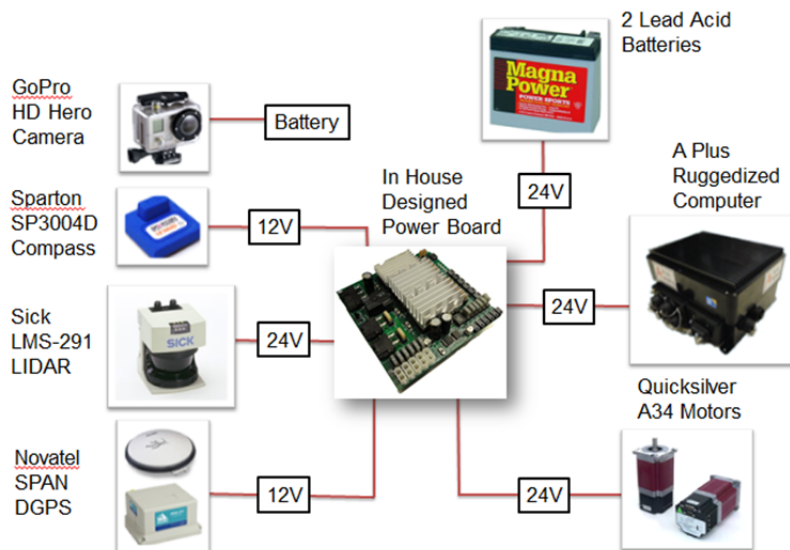 2 Lead Acid
Batteries
GoPro
HD Hero
Camera
Battery
Magna
Power
POWER SPORTS
A Plus
Ruggedized
Computer
In House
Designed
Power Board
24V
Sparton
SP3004D
Compass
12V
Sick
LMS-291
LIDAR
SICK
24V
24V
Quicksilver
A34 Motors
Novatel
SPAN
DGPS
12V
24V